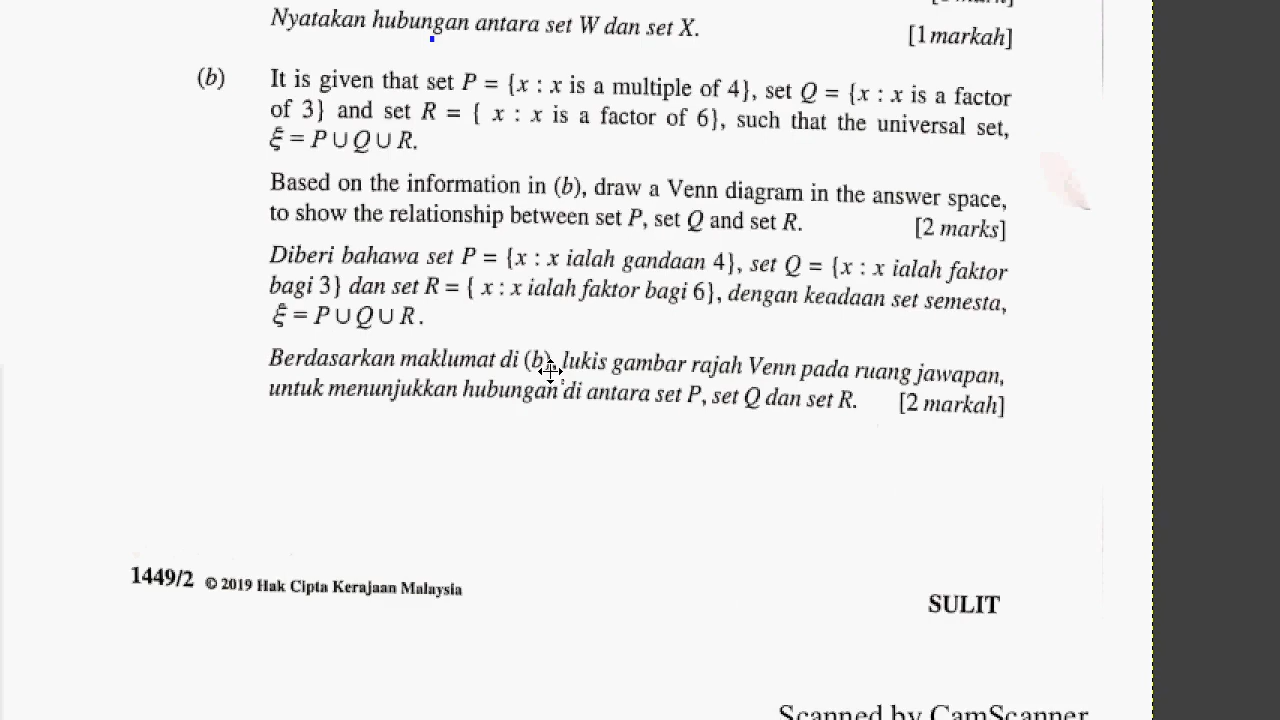 Nyatakan hubungan antara set W dan set X.
[1 markah]
(b) It is given that set P = {x : x is a multiple of 4}, set Q = {x : x is a factor
of 3} and set R = { x : x is a factor of 6}, such that the universal set,
ξ = P ∪ Q ∪ R.
Based on the information in (b), draw a Venn diagram in the answer space,
to show the relationship between set P, set Q and set R. [2 marks]
Diberi bahawa set P = {x : x ialah gandaan 4}, set Q = {x : x ialah faktor
bagi 3} dan set R = { x : x ialah faktor bagi 6}, dengan keadaan set semesta,
ξ = P ∪ Q ∪ R.
Berdasarkan maklumat di (b), lukis gambar rajah Venn pada ruang jawapan,
untuk menunjukkan hubungan di antara set P, set Q dan set R. [2 markah]
1449/2 © 2019 Hak Cipta Kerajaan Malaysia
SULIT
Scanned by CamScanner